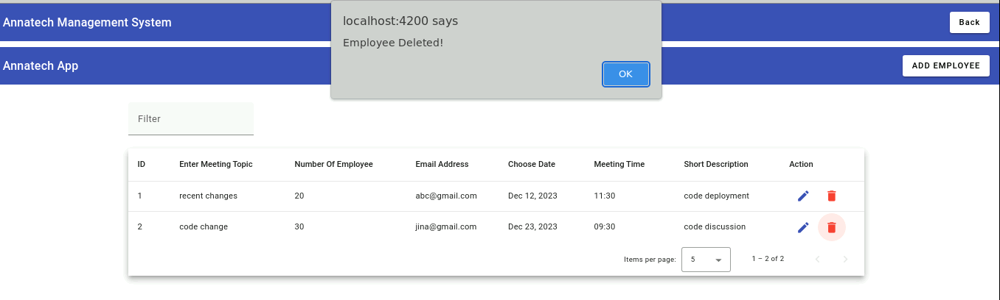 localhost:4200 says
Employee Deleted!
OK
Annatech Management System
Back
Annatech App
ADD EMPLOYEE
Filter
ID Enter Meeting Topic Number Of Employee Email Address Choose Date Meeting Time Short Description Action
1 recent changes 20 abc@gmail.com Dec 12, 2023 11:30 code deployment
2 code change 30 jina@gmail.com Dec 23, 2023 09:30 code discussion
Items per page: 5 1 – 2 of 2